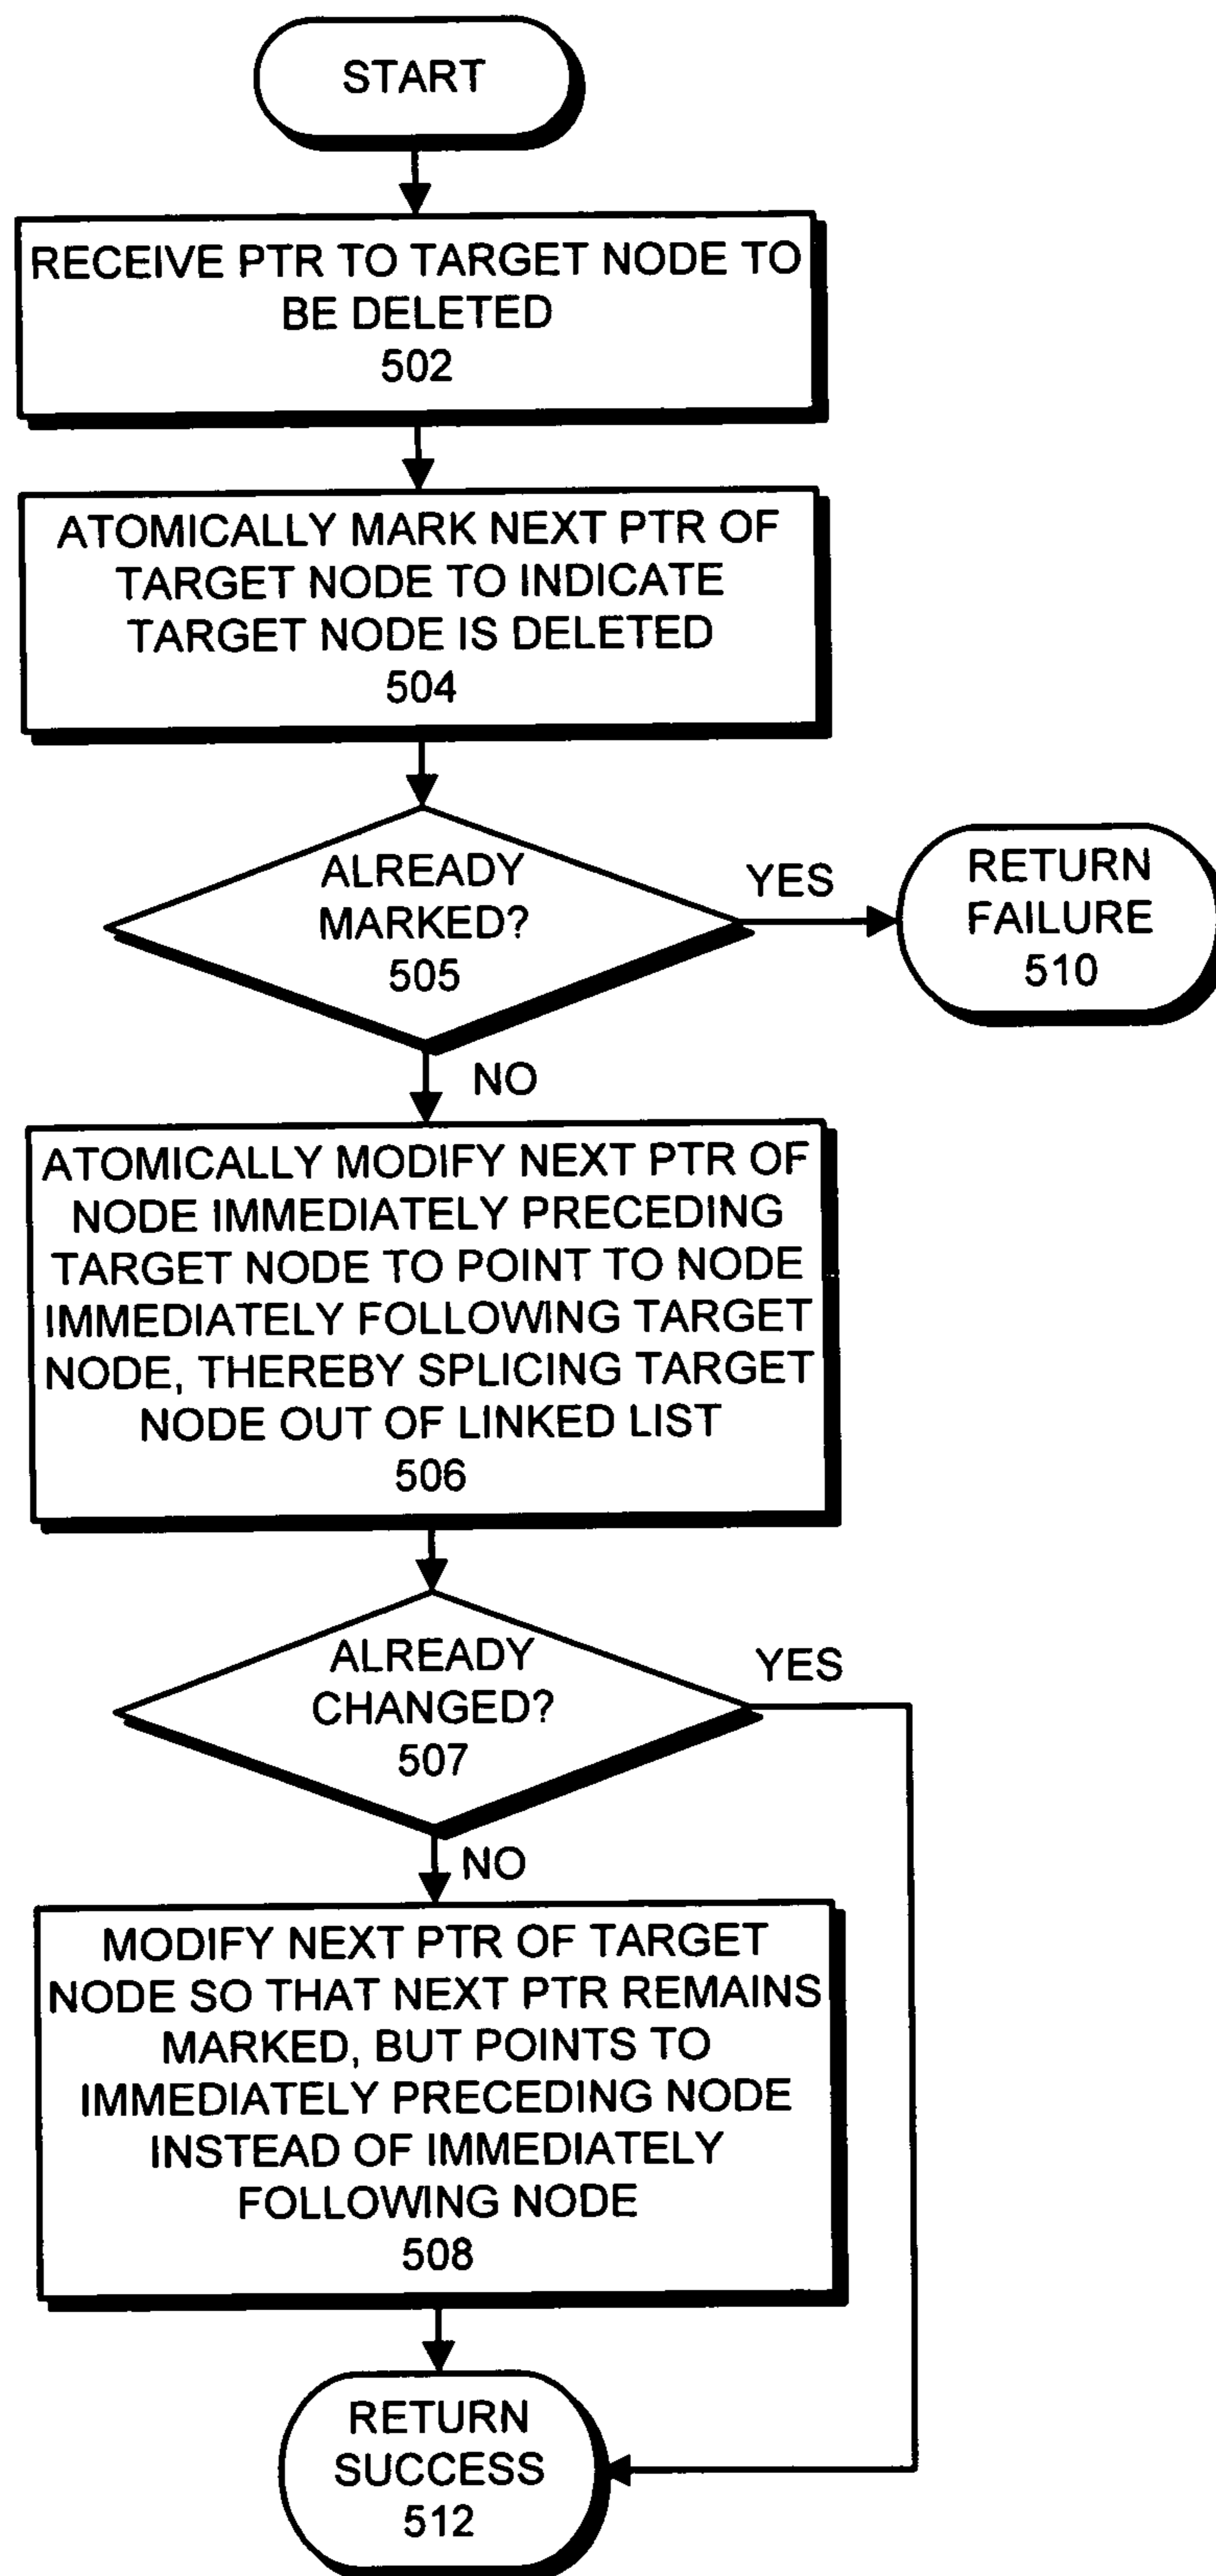 START
RECEIVE PTR TO TARGET NODE TO
BE DELETED
502
ATOMICALLY MARK NEXT PTR OF
TARGET NODE TO INDICATE
TARGET NODE IS DELETED
504
ALREADY
MARKED?
505
YES
RETURN
FAILURE
510
NO
ATOMICALLY MODIFY NEXT PTR OF
NODE IMMEDIATELY PRECEDING
TARGET NODE TO POINT TO NODE
IMMEDIATELY FOLLOWING TARGET
NODE, THEREBY SPLICING TARGET
NODE OUT OF LINKED LIST
506
ALREADY
CHANGED?
507
YES
NO
MODIFY NEXT PTR OF TARGET
NODE SO THAT NEXT PTR REMAINS
MARKED, BUT POINTS TO
IMMEDIATELY PRECEDING NODE
INSTEAD OF IMMEDIATELY
FOLLOWING NODE
508
RETURN
SUCCESS
512